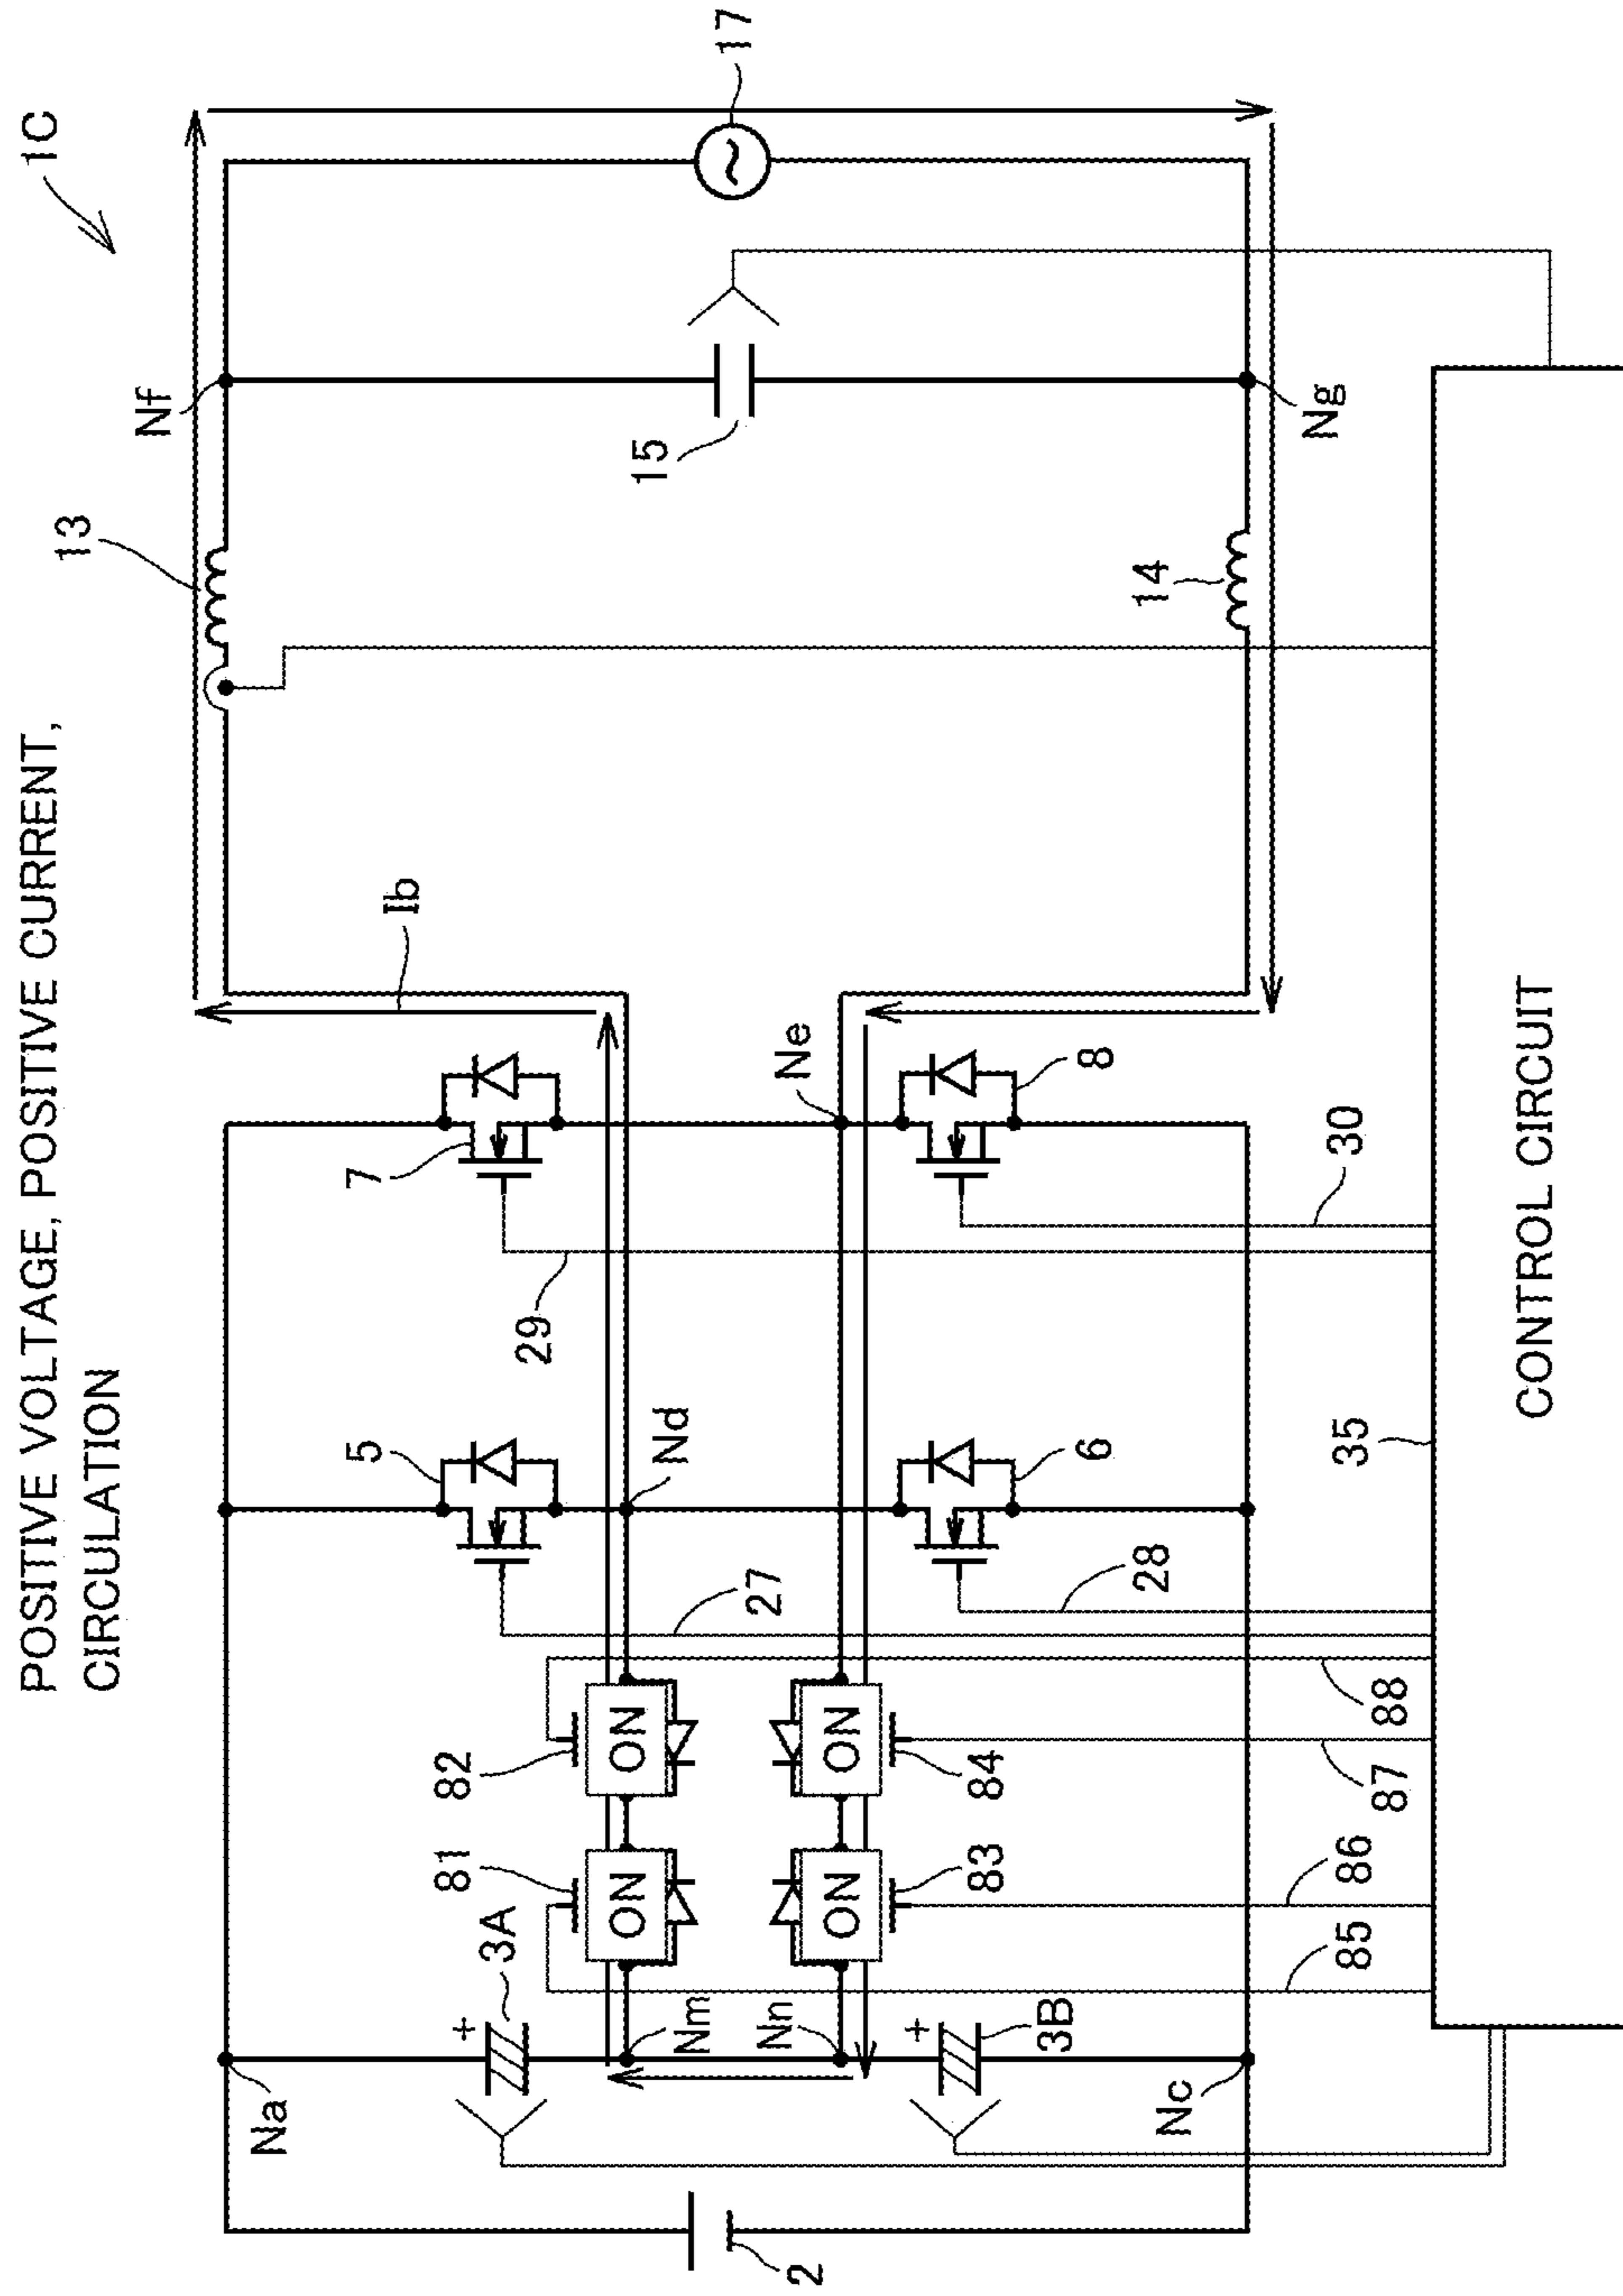 POSITIVE VOLTAGE, POSITIVE CURRENT,
CIRCULATION
1C
13
Nf
17
Ib
15
Ng
14
7
Ne
8
29
30
5
Nd
6
27
28
82
ON
ON
84
88
87
81
ON
ON
83
86
85
3A
+
Nm
Nn
+
3B
Na
Nc
2
35
CONTROL CIRCUIT